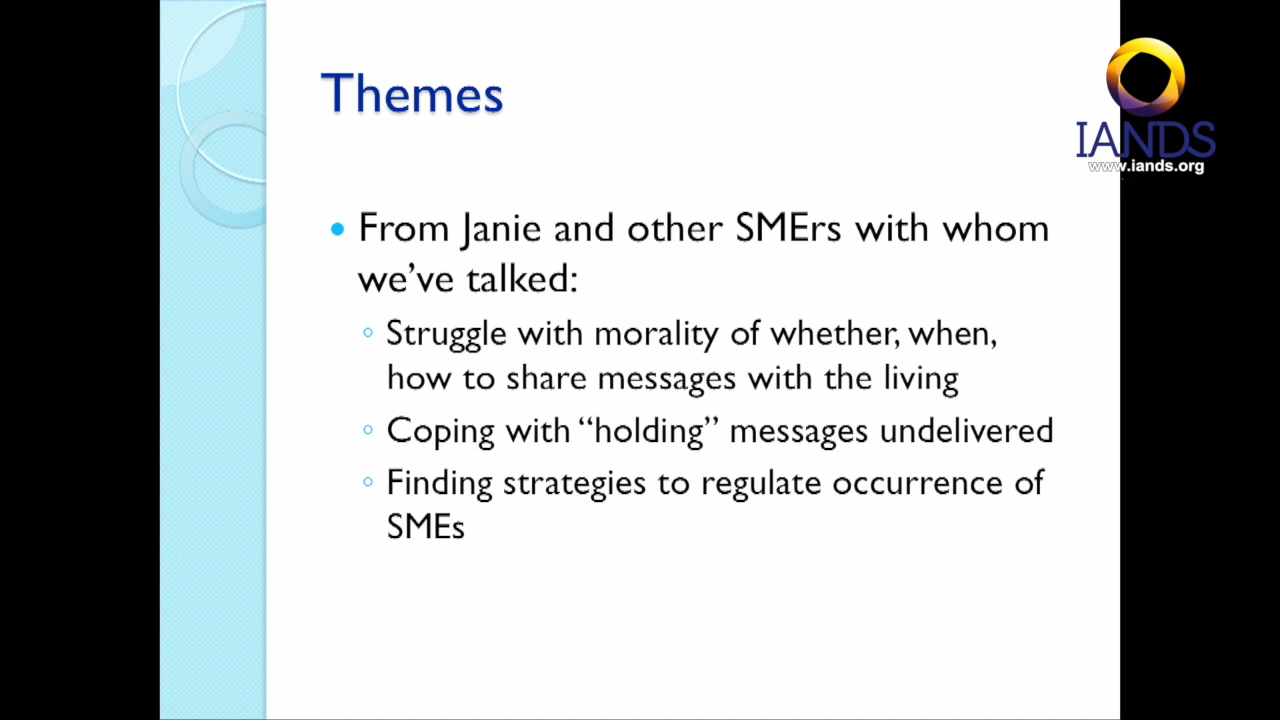 Themes
IANDS
www.iands.org
• From Janie and other SMErs with whom
we’ve talked:
◦ Struggle with morality of whether, when,
how to share messages with the living
◦ Coping with “holding” messages undelivered
◦ Finding strategies to regulate occurrence of
SMEs